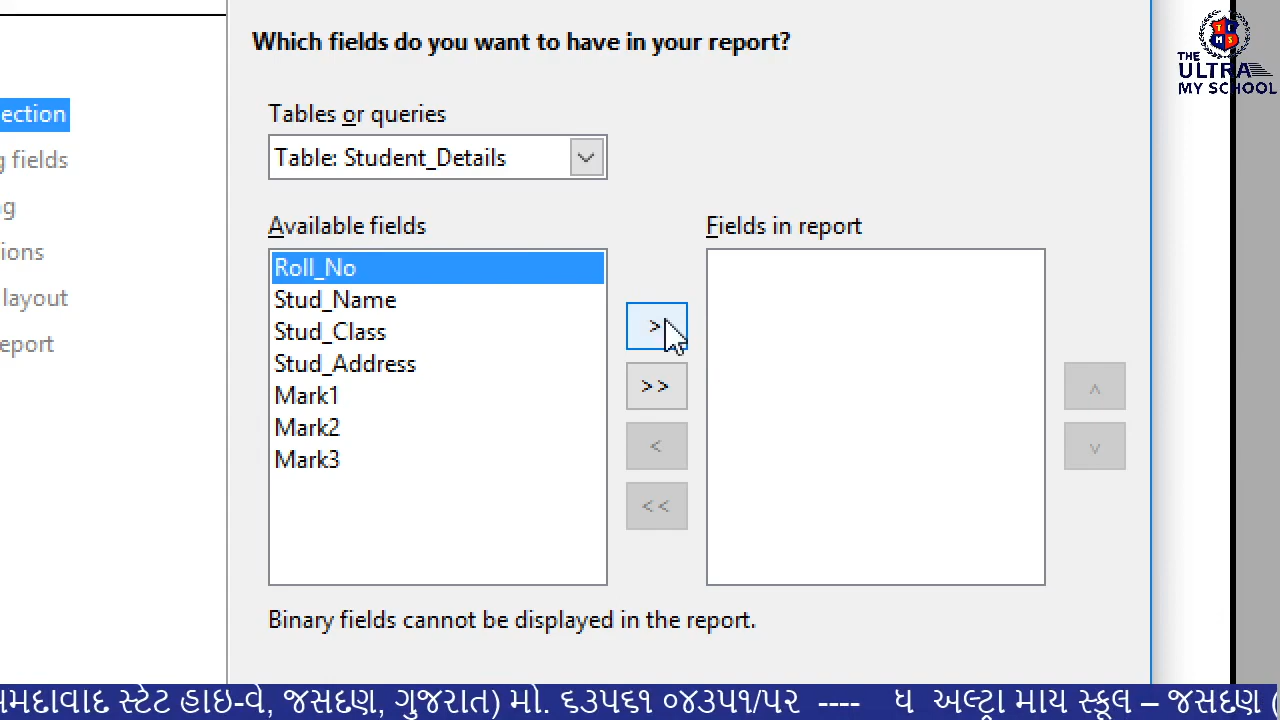 Which fields do you want to have in your report?
THE
ULTRA
MY SCHOOL
Tables or queries
ection
Table: Student_Details
g fields
g
Available fields
Fields in report
ions
Roll_No
layout
Stud_Name
Stud_Class
>
eport
Stud_Address
>>
^
Mark1
Mark2
<
v
Mark3
<<
Binary fields cannot be displayed in the report.
અમદાવાદ સ્ટેટ હાઇ-વે, જસદણ, ગુજરાત) મો. ૬૩૫૬૧ ૦૪૩૫૧/૫૨ ---- ધ અલ્ટ્રા માય સ્કૂલ – જસદણ (